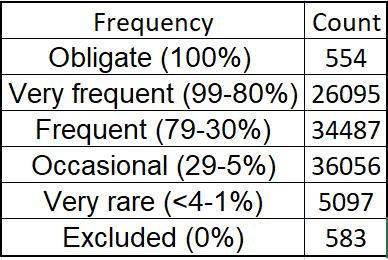 Frequency Count
Obligate (100%) 554
Very frequent (99-80%) 26095
Frequent (79-30%) 34487
Occasional (29-5%) 36056
Very rare (<4-1%) 5097
Excluded (0%) 583